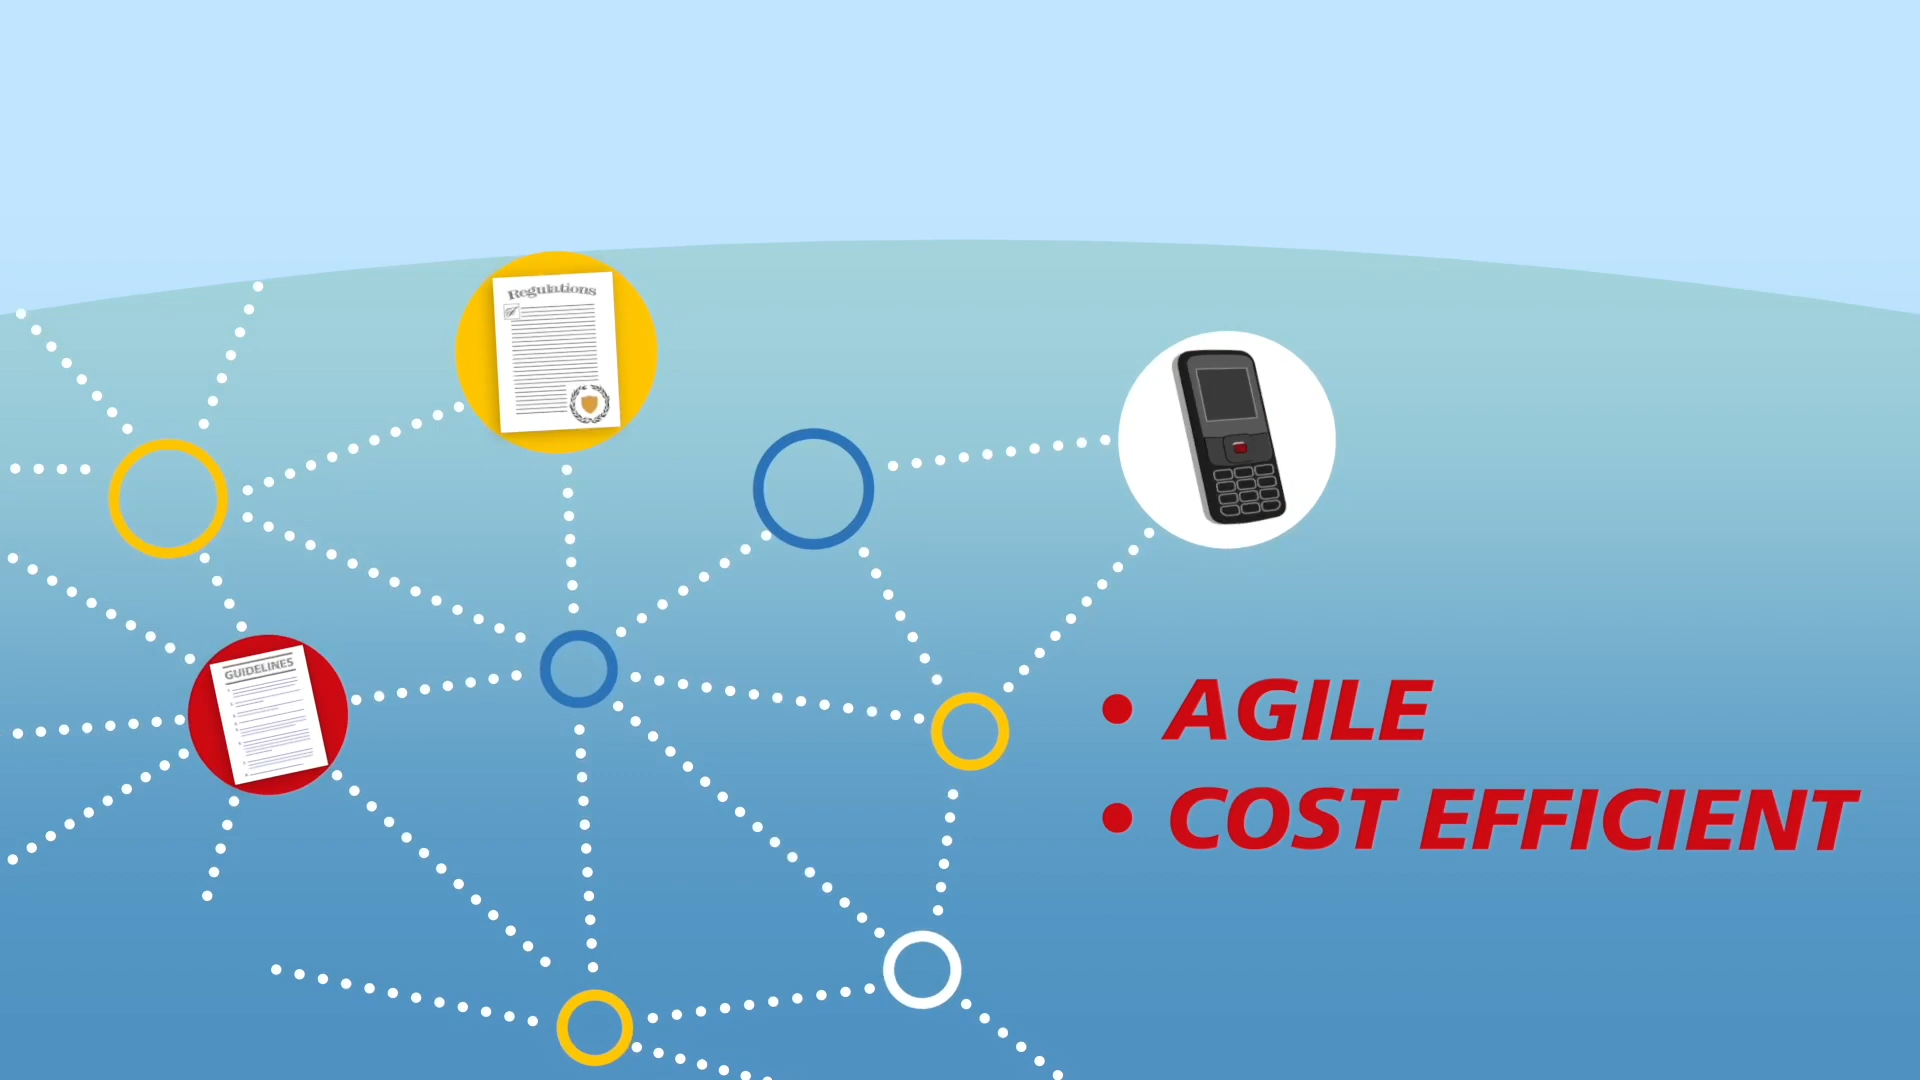 Regulations
GUIDELINES
• AGILE
• COST EFFICIENT